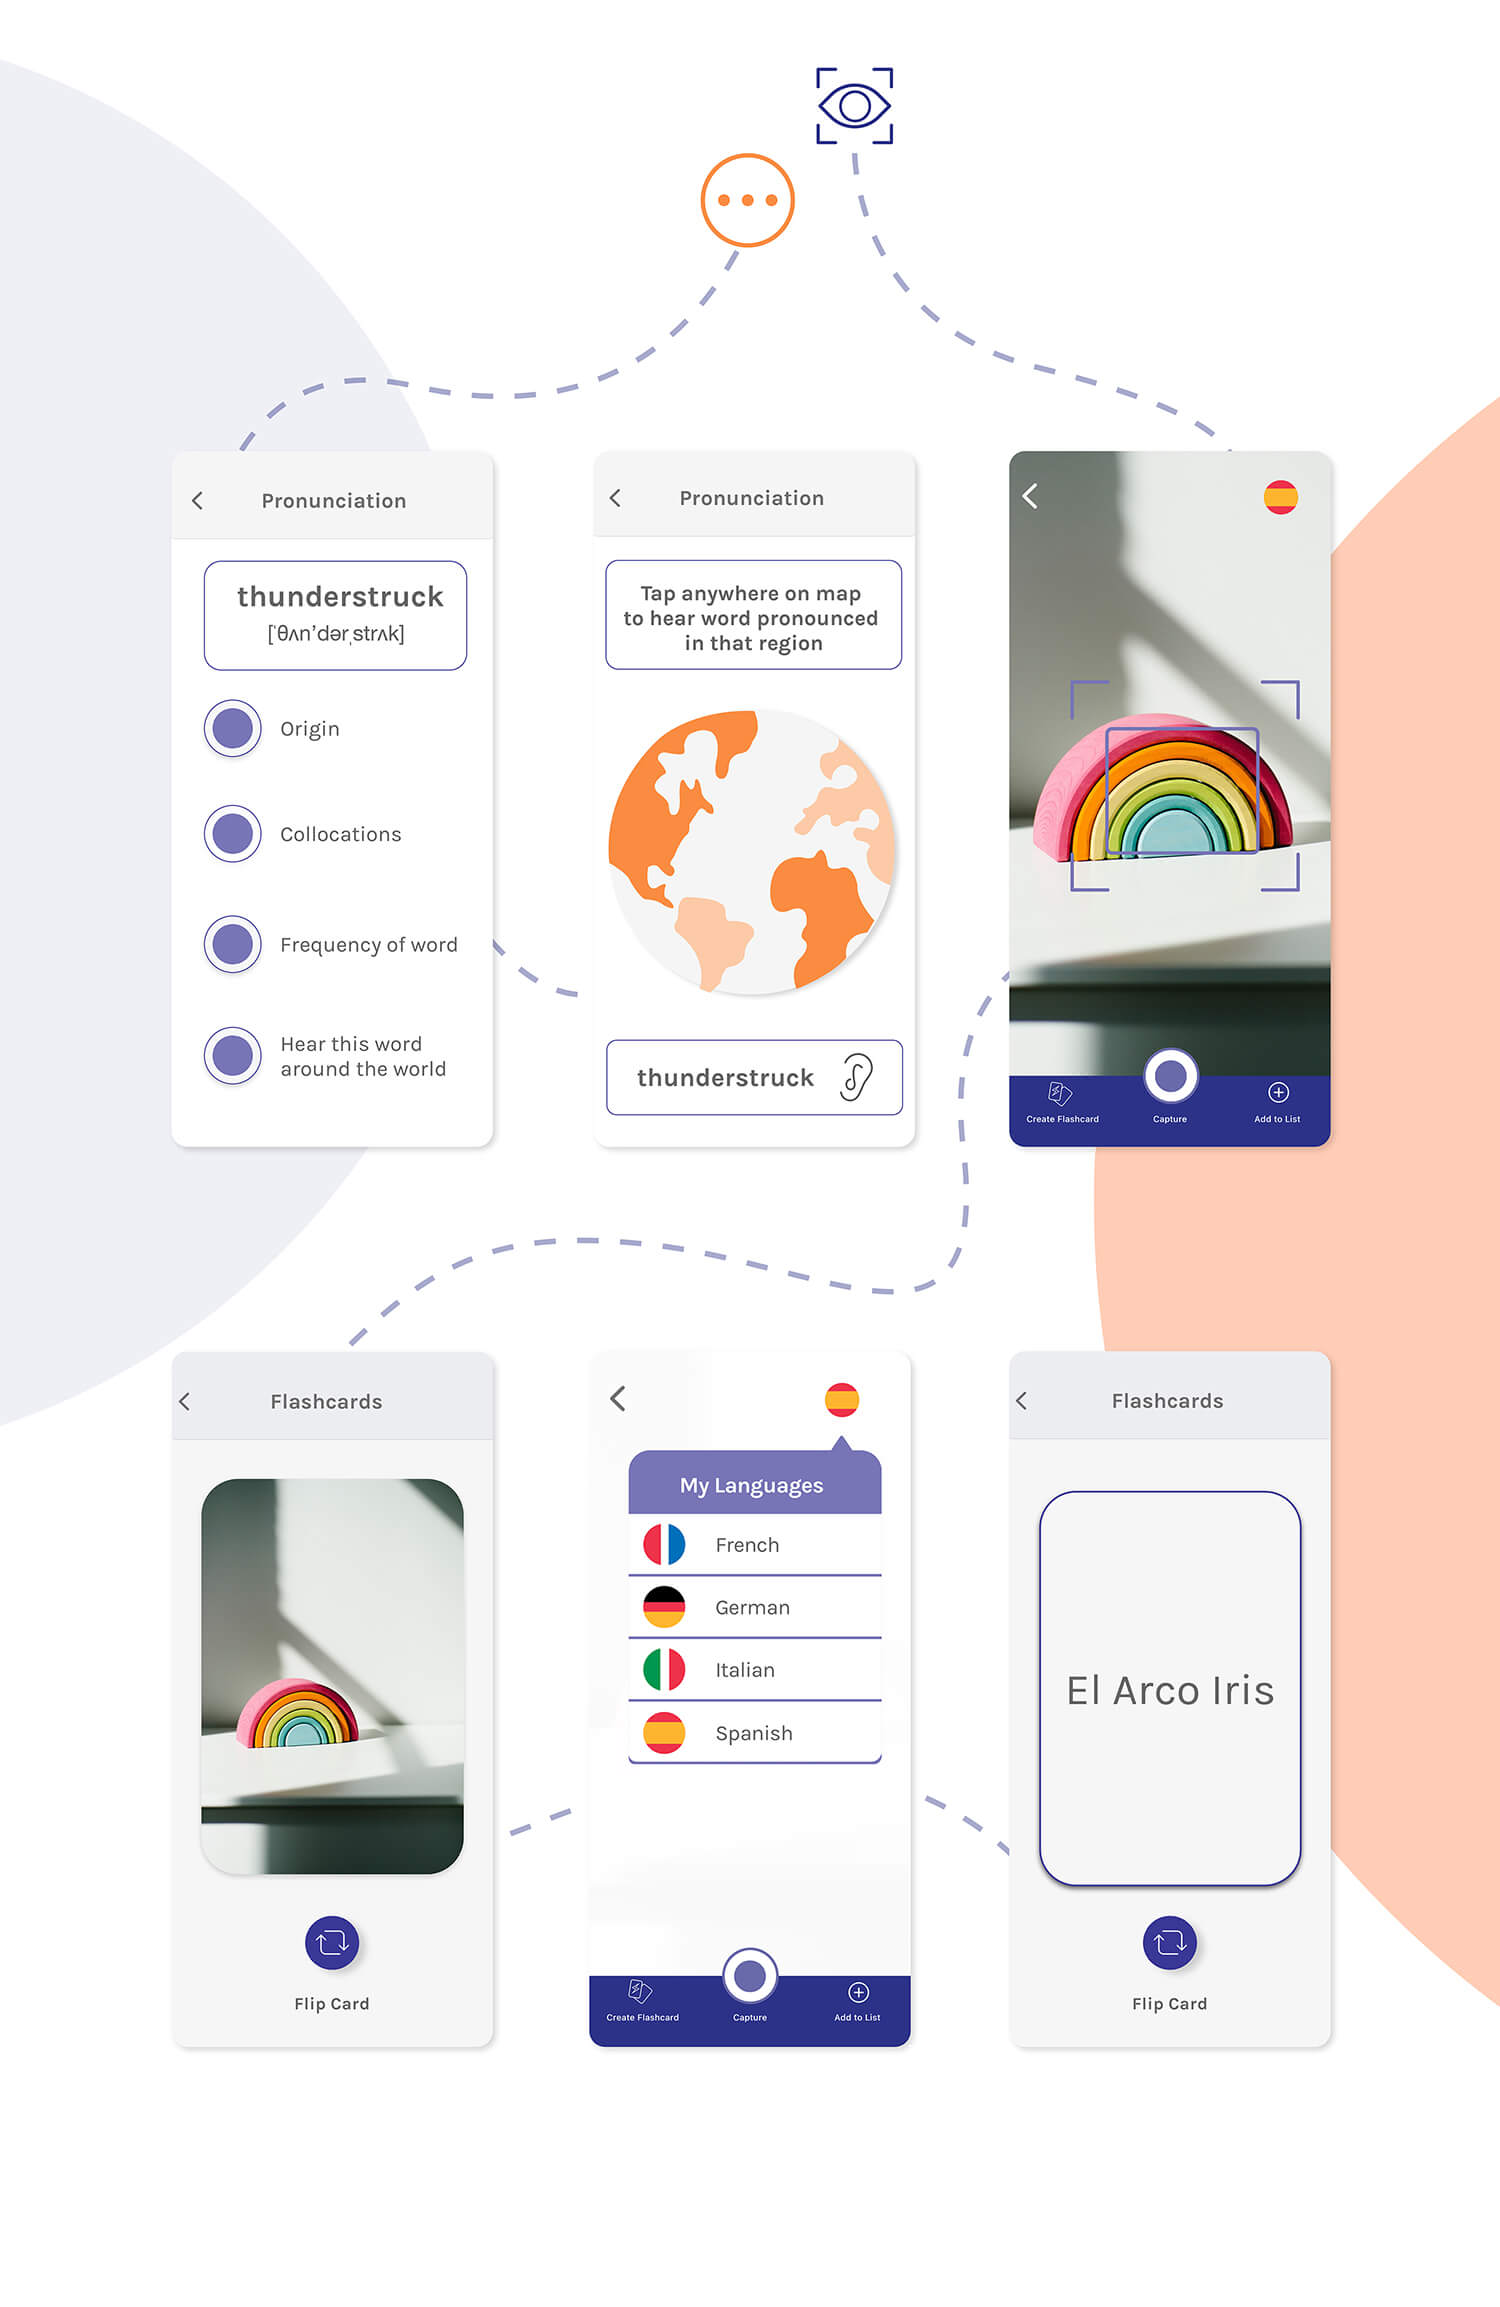 Pronunciation
thunderstruck
[ˈθʌn'dərˌstrʌk]
Origin
Collocations
Frequency of word
Hear this word
around the world
Pronunciation
Tap anywhere on map
to hear word pronounced
in that region
thunderstruck
Create Flashcard
Capture
Add to List
Flashcards
Flip Card
My Languages
French
German
Italian
Spanish
Create Flashcard
Capture
Add to List
Flashcards
El Arco Iris
Flip Card